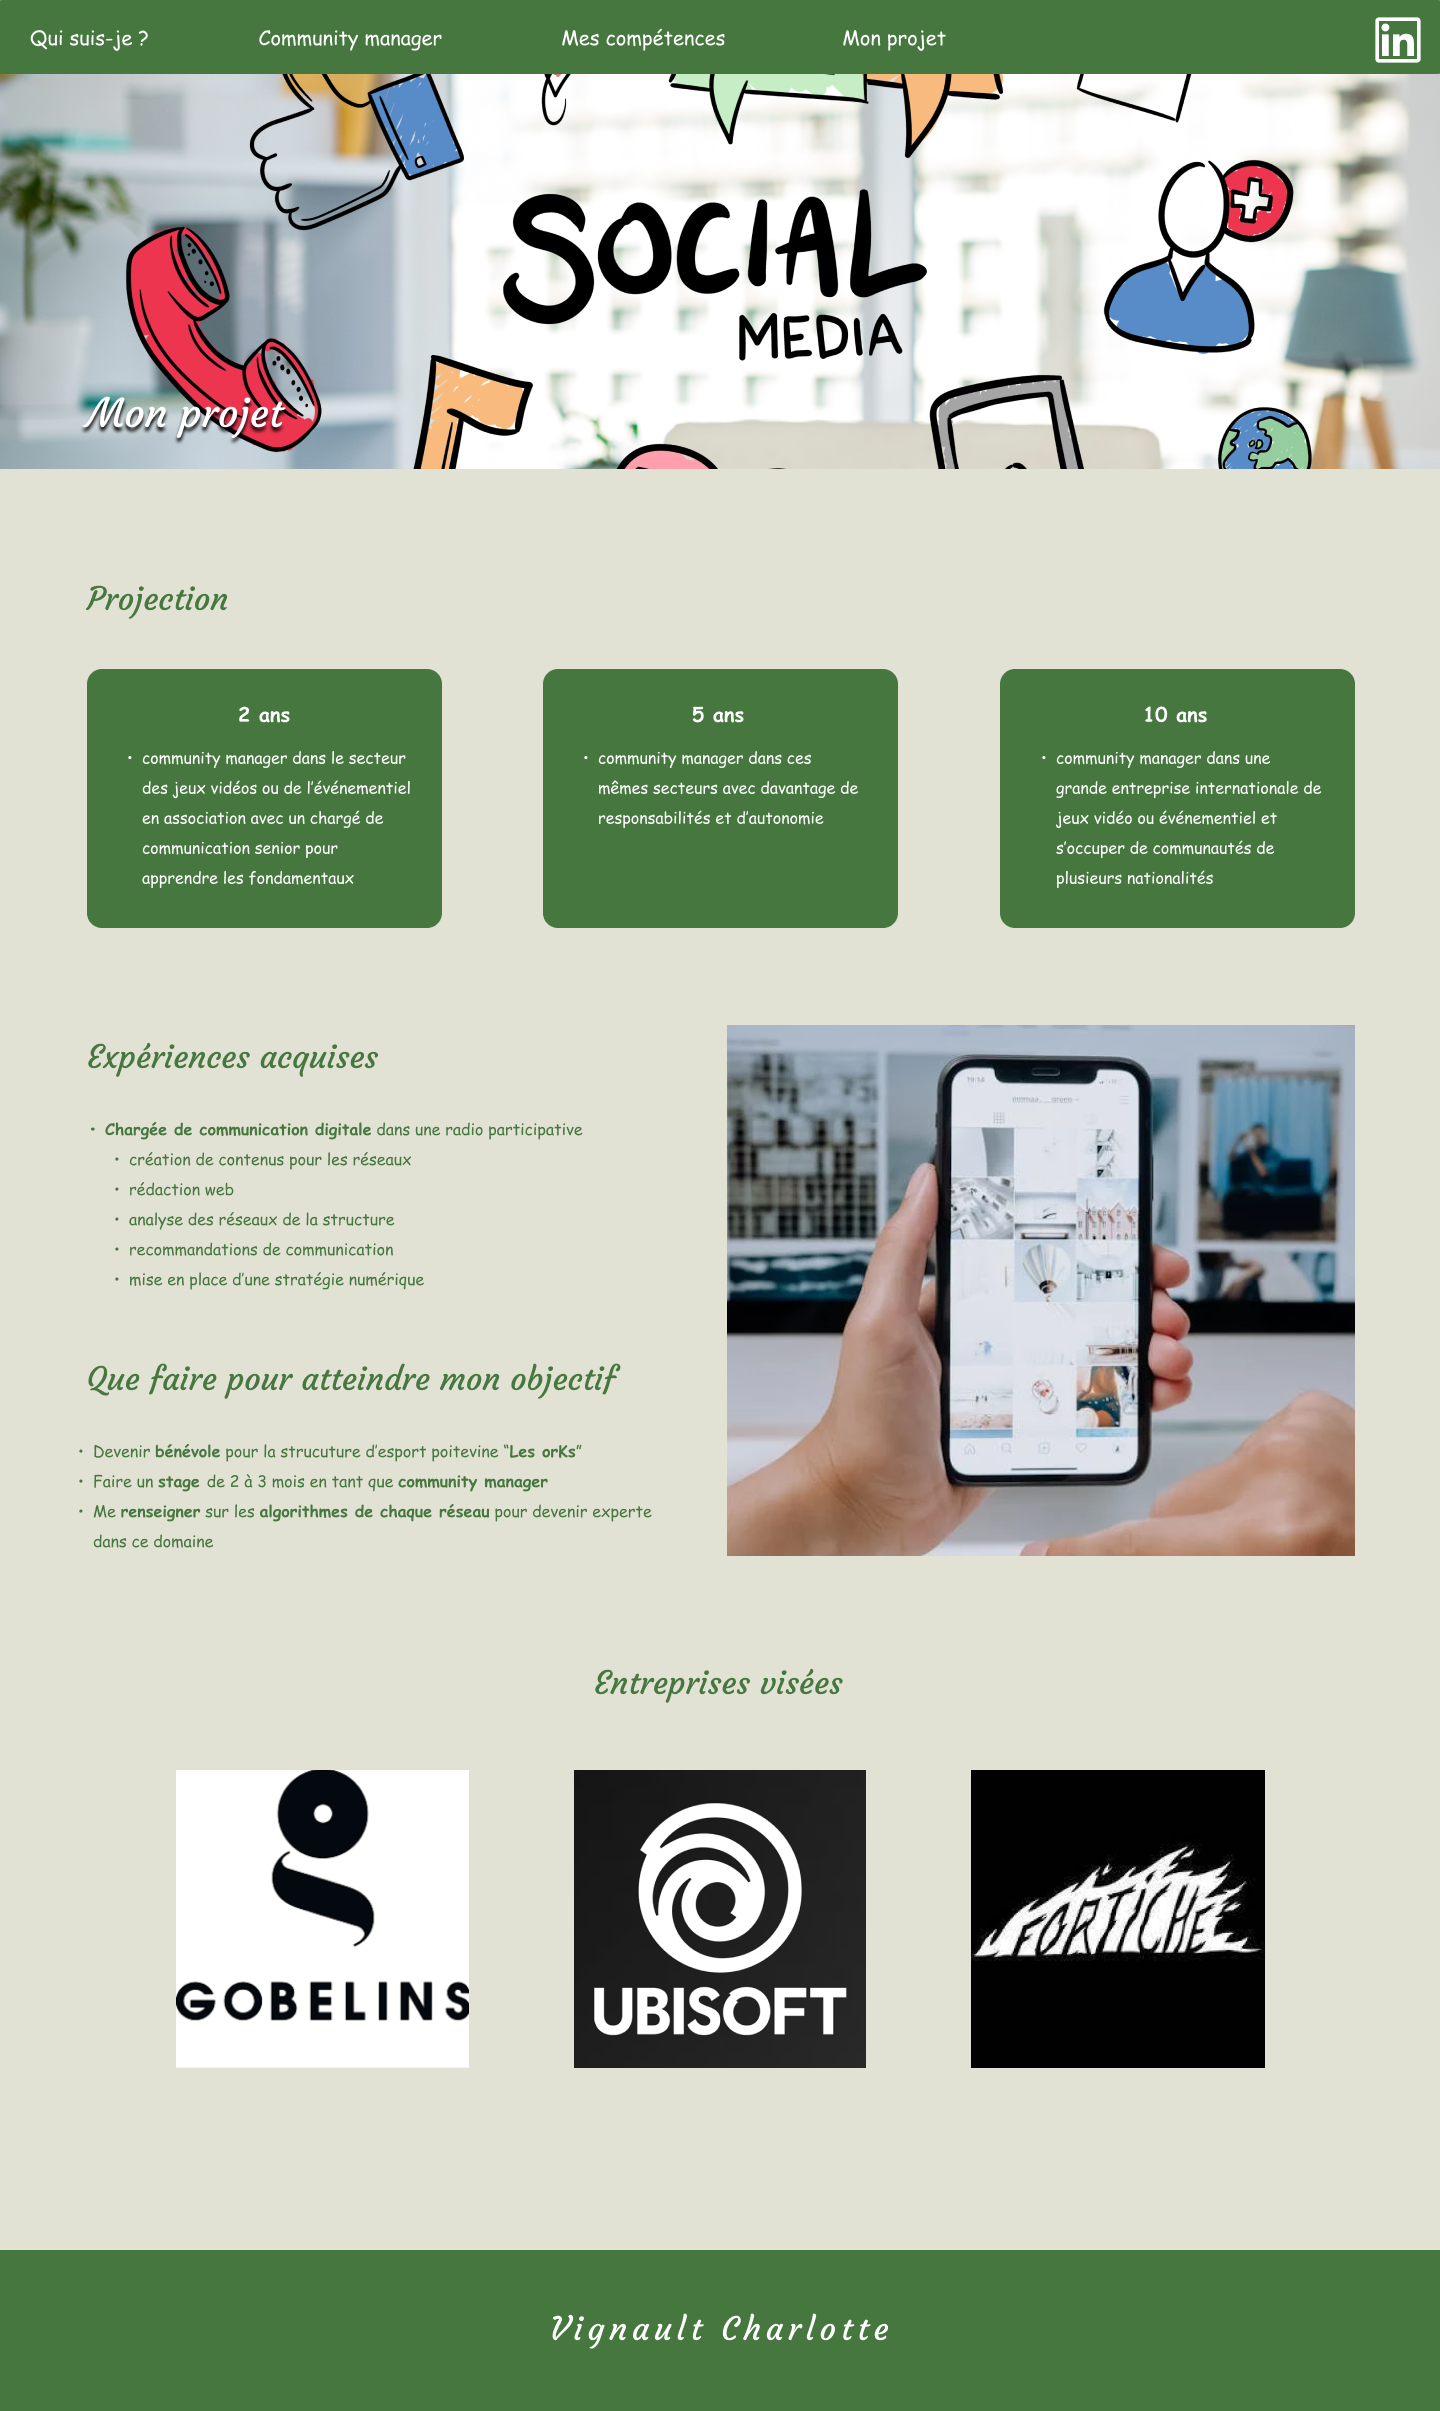 Qui suis-je ?
Community manager
Mes compétences
Mon projet
in
SOCIAL
MEDIA
Mon projet
Projection
2 ans
• community manager dans le secteur
des jeux vidéos ou de l'événementiel
en association avec un chargé de
communication senior pour
apprendre les fondamentaux
5 ans
• community manager dans ces
mêmes secteurs avec davantage de
responsabilités et d'autonomie
10 ans
• community manager dans une
grande entreprise internationale de
jeux vidéo ou événementiel et
s'occuper de communautés de
plusieurs nationalités
Expériences acquises
• Chargée de communication digitale dans une radio participative
• création de contenus pour les réseaux
• rédaction web
• analyse des réseaux de la structure
• recommandations de communication
• mise en place d'une stratégie numérique
19:54
Que faire pour atteindre mon objectif
• Devenir bénévole pour la strucuture d'esport poitevine “Les orKs”
• Faire un stage de 2 à 3 mois en tant que community manager
• Me renseigner sur les algorithmes de chaque réseau pour devenir experte
dans ce domaine
Entreprises visées
GOBELINS
UBISOFT
Vignault Charlotte